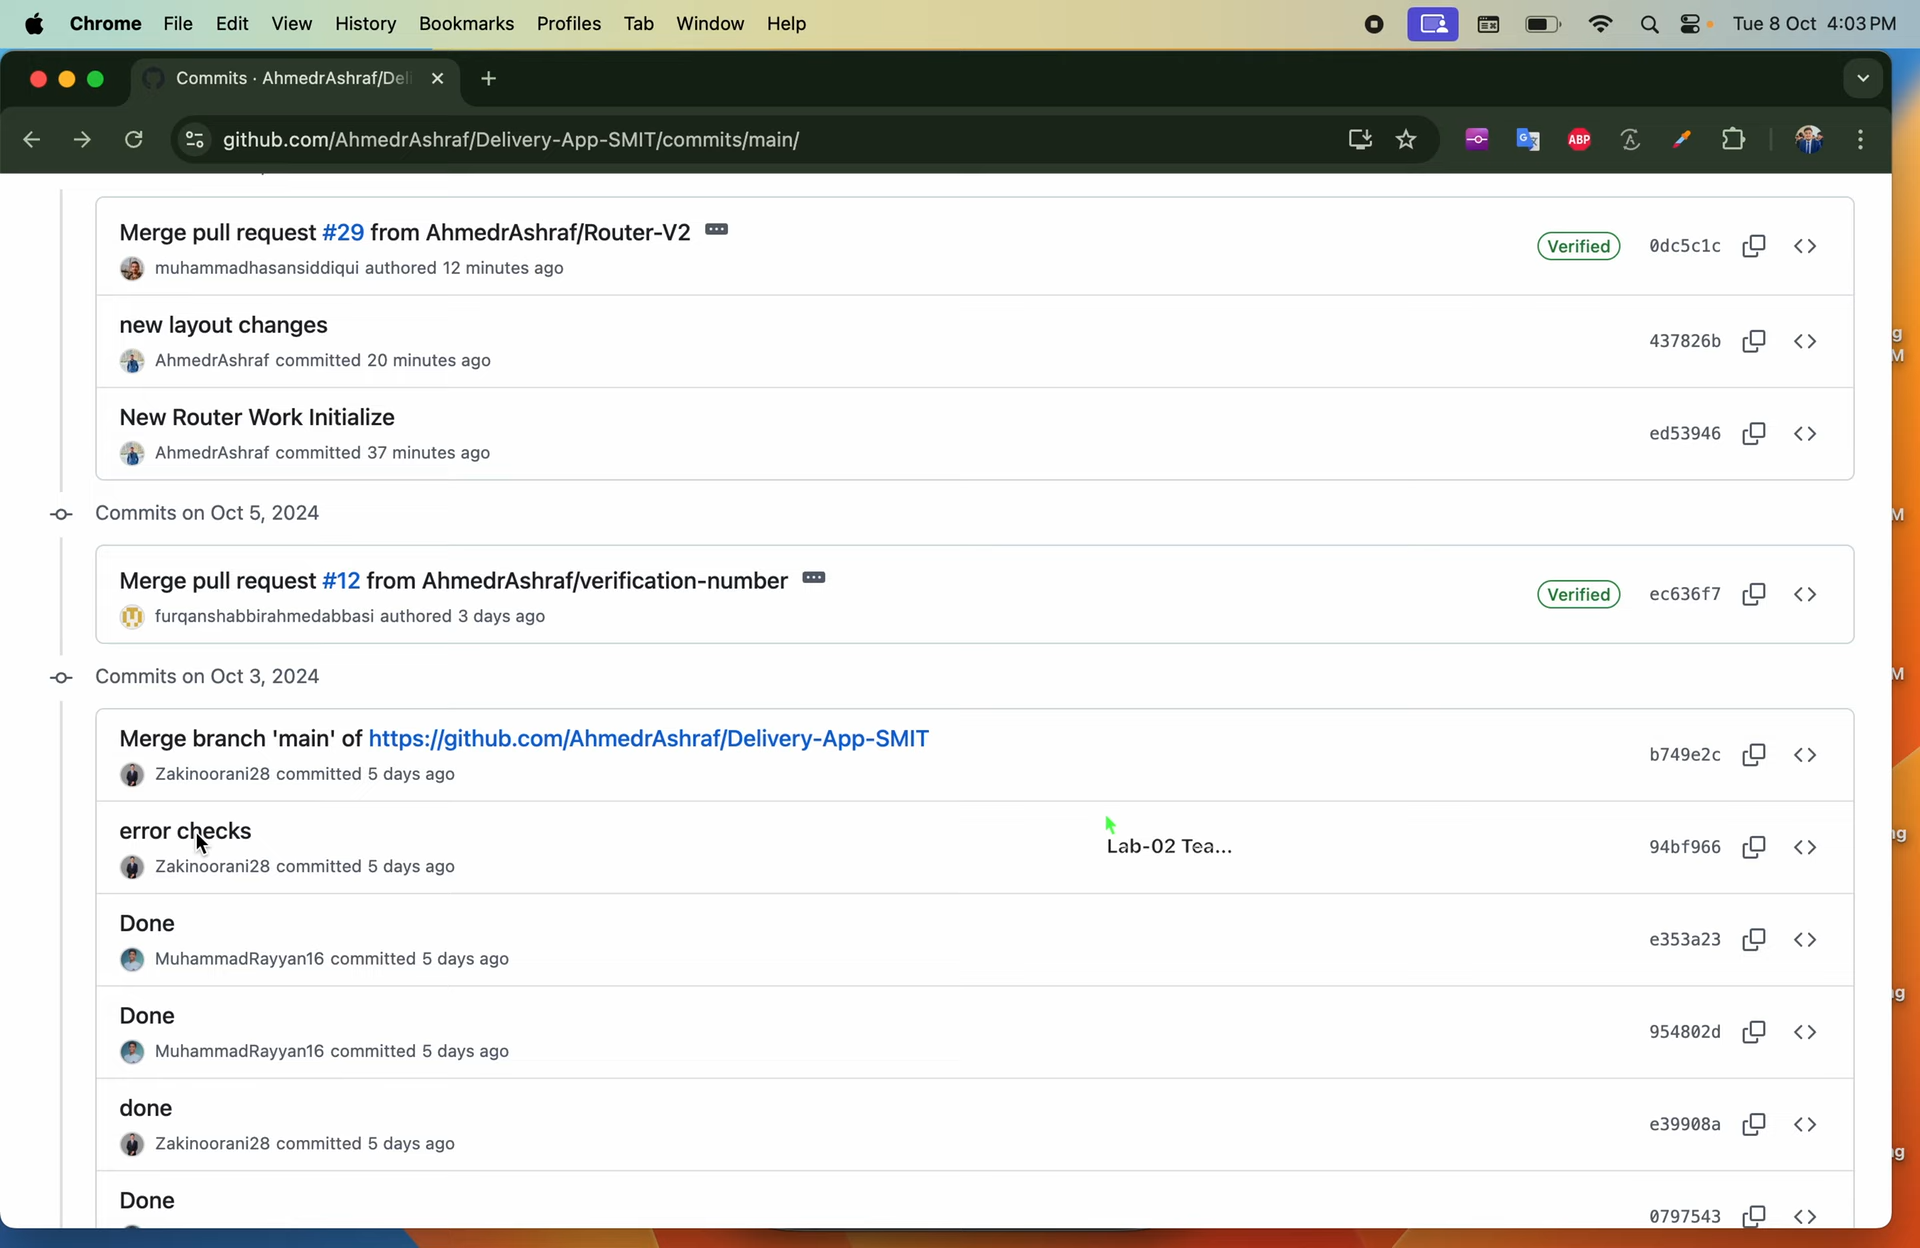 Chrome File Edit View History Bookmarks Profiles Tab Window Help Tue 8 Oct 4:03 PM
Commits · AhmedrAshraf/Deli
github.com/AhmedrAshraf/Delivery-App-SMIT/commits/main/
ABP
Merge pull request #29 from AhmedrAshraf/Router-V2
muhammadhasansiddiqui authored 12 minutes ago
Verified 0dc5c1c
new layout changes
AhmedrAshraf committed 20 minutes ago
437826b
New Router Work Initialize
AhmedrAshraf committed 37 minutes ago
ed53946
Commits on Oct 5, 2024
Merge pull request #12 from AhmedrAshraf/verification-number
furqanshabbirahmedabbasi authored 3 days ago
Verified ec636f7
Commits on Oct 3, 2024
Merge branch 'main' of https://github.com/AhmedrAshraf/Delivery-App-SMIT
Zakinoorani28 committed 5 days ago
b749e2c
error checks
Zakinoorani28 committed 5 days ago
Lab-02 Tea...
94bf966
Done
MuhammadRayyan16 committed 5 days ago
e353a23
Done
MuhammadRayyan16 committed 5 days ago
954802d
done
Zakinoorani28 committed 5 days ago
e39908a
Done
0797543